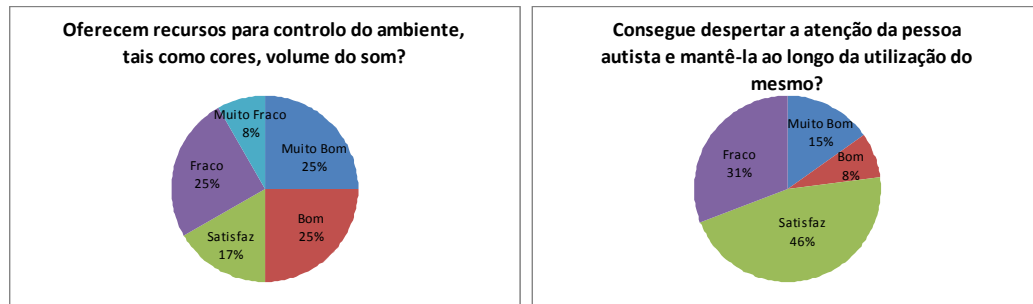 Oferecem recursos para controlo do ambiente,
tais como cores, volume do som?
Muito Fraco
8%
Muito Bom
25%
Fraco
25%
Satisfaz
17%
Bom
25%
Consegue despertar a atenção da pessoa
autista e mantê-la ao longo da utilização do
mesmo?
Muito Bom
15%
Bom
8%
Fraco
31%
Satisfaz
46%